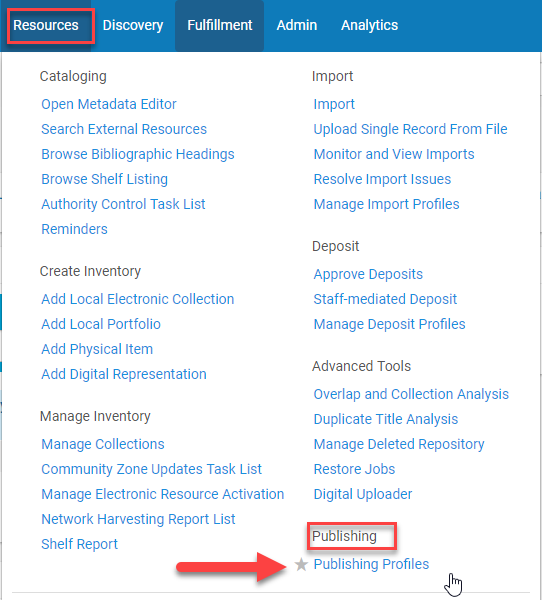 Resources Discovery Fulfillment Admin Analytics
Cataloging
Open Metadata Editor
Search External Resources
Browse Bibliographic Headings
Browse Shelf Listing
Authority Control Task List
Reminders
Create Inventory
Add Local Electronic Collection
Add Local Portfolio
Add Physical Item
Add Digital Representation
Manage Inventory
Manage Collections
Community Zone Updates Task List
Manage Electronic Resource Activation
Network Harvesting Report List
Shelf Report
Import
Import
Upload Single Record From File
Monitor and View Imports
Resolve Import Issues
Manage Import Profiles
Deposit
Approve Deposits
Staff-mediated Deposit
Manage Deposit Profiles
Advanced Tools
Overlap and Collection Analysis
Duplicate Title Analysis
Manage Deleted Repository
Restore Jobs
Digital Uploader
Publishing
Publishing Profiles